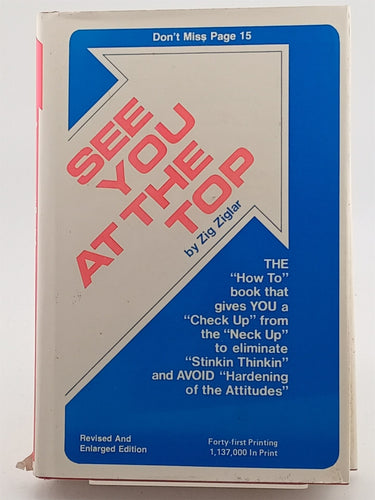 Don't Miss Page 15
SEE
YOU
AT THE
TOP
by Zig Ziglar
THE
"How To"
book that
gives YOU a
"Check Up" from
the "Neck Up"
to eliminate
"Stinkin Thinkin"
and AVOID "Hardening
of the Attitudes"
Revised And
Enlarged Edition
Forty-first Printing
1,137,000 In Print